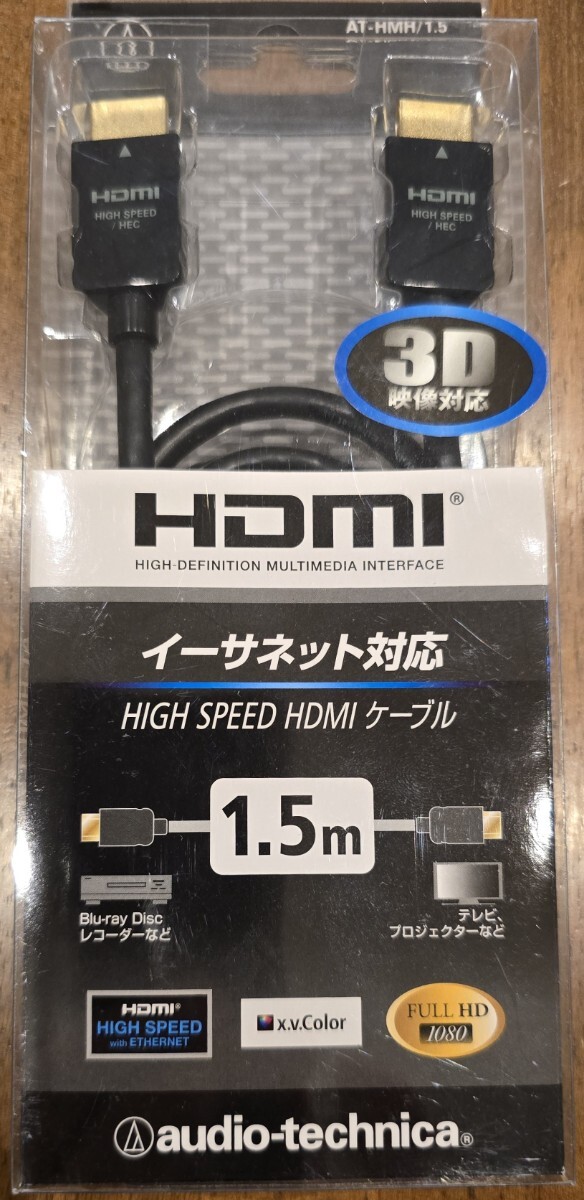 AT-HMH/1.5
HDMI
HIGH SPEED
/ HEC
HDMI
HIGH SPEED
/ HEC
3D
映像対応
HDMI®
HIGH-DEFINITION MULTIMEDIA INTERFACE
イーサネット対応
HIGH SPEED HDMI ケーブル
1.5m
Blu-ray Disc
レコーダーなど
テレビ、
プロジェクターなど
HDMI®
HIGH SPEED
with ETHERNET
x.v.Color
FULL HD
1080
audio-technica®